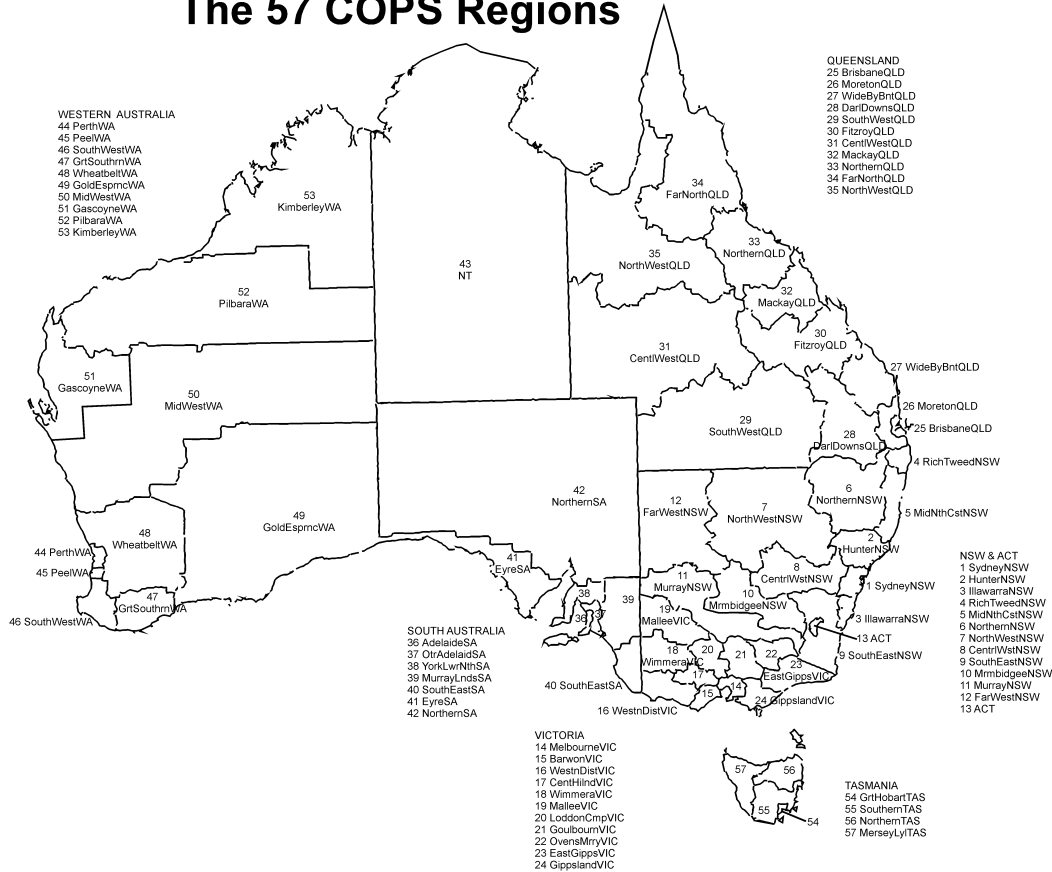 The 57 COPS Regions
QUEENSLAND
25 BrisbaneQLD
26 MoretonQLD
27 WideByBntQLD
28 DarlDownsQLD
29 SouthWestQLD
30 FitzroyQLD
31 CentlWestQLD
32 MackayQLD
33 NorthernQLD
34 FarNorthQLD
35 NorthWestQLD
WESTERN AUSTRALIA
44 PerthWA
45 PeelWA
46 SouthWestWA
47 GrtSouthrnWA
48 WheatbeltWA
49 GoldEsprncWA
50 MidWestWA
51 GascoyneWA
52 PilbaraWA
53 KimberleyWA
34
FarNorthQLD
53
KimberleyWA
33
NorthernQLD
35
NorthWestQLD
43
NT
52
PilbaraWA
32
MackayQLD
30
FitzroyQLD
31
CentlWestQLD
27 WideByBntQLD
51
GascoyneWA
50
MidWestWA
26 MoretonQLD
29
SouthWestQLD
25 BrisbaneQLD
28
DarlDownsQLD
4 RichTweedNSW
42
NorthernSA
6
NorthernNSW
12
FarWestNSW
7
NorthWestNSW
5 MidNthCstNSW
49
GoldEsprncWA
48
WheatbeltWA
2
HunterNSW
44 PerthWA
45 PeelWA
41
EyreSA
8
CentrlWstNSW
11
MurrayNSW
1 SydneyNSW
10
MrmbidgeeNSW
47
GrtSouthrnWA
38
39
36
37
19
MalleeVIC
46 SouthWestWA
3 IllawarraNSW
13 ACT
9 SouthEastNSW
18
WimmeraVIC
20
21
22
23
EastGippsVIC
17
14
15
40 SouthEastSA
24 GippslandVIC
16 WestnDistVIC
NSW & ACT
1 SydneyNSW
2 HunterNSW
3 IllawarraNSW
4 RichTweedNSW
5 MidNthCstNSW
6 NorthernNSW
7 NorthWestNSW
8 CentrlWstNSW
9 SouthEastNSW
10 MrmbidgeeNSW
11 MurrayNSW
12 FarWestNSW
13 ACT
SOUTH AUSTRALIA
36 AdelaideSA
37 OtrAdelaidSA
38 YorkLwrNthSA
39 MurrayLndsSA
40 SouthEastSA
41 EyreSA
42 NorthernSA
VICTORIA
14 MelbourneVIC
15 BarwonVIC
16 WestnDistVIC
17 CentHilndVIC
18 WimmeraVIC
19 MalleeVIC
20 LoddonCmpVIC
21 GoulbournVIC
22 OvensMrryVIC
23 EastGippsVIC
24 GippslandVIC
57
56
55
54
TASMANIA
54 GrtHobartTAS
55 SouthernTAS
56 NorthernTAS
57 MerseyLylTAS